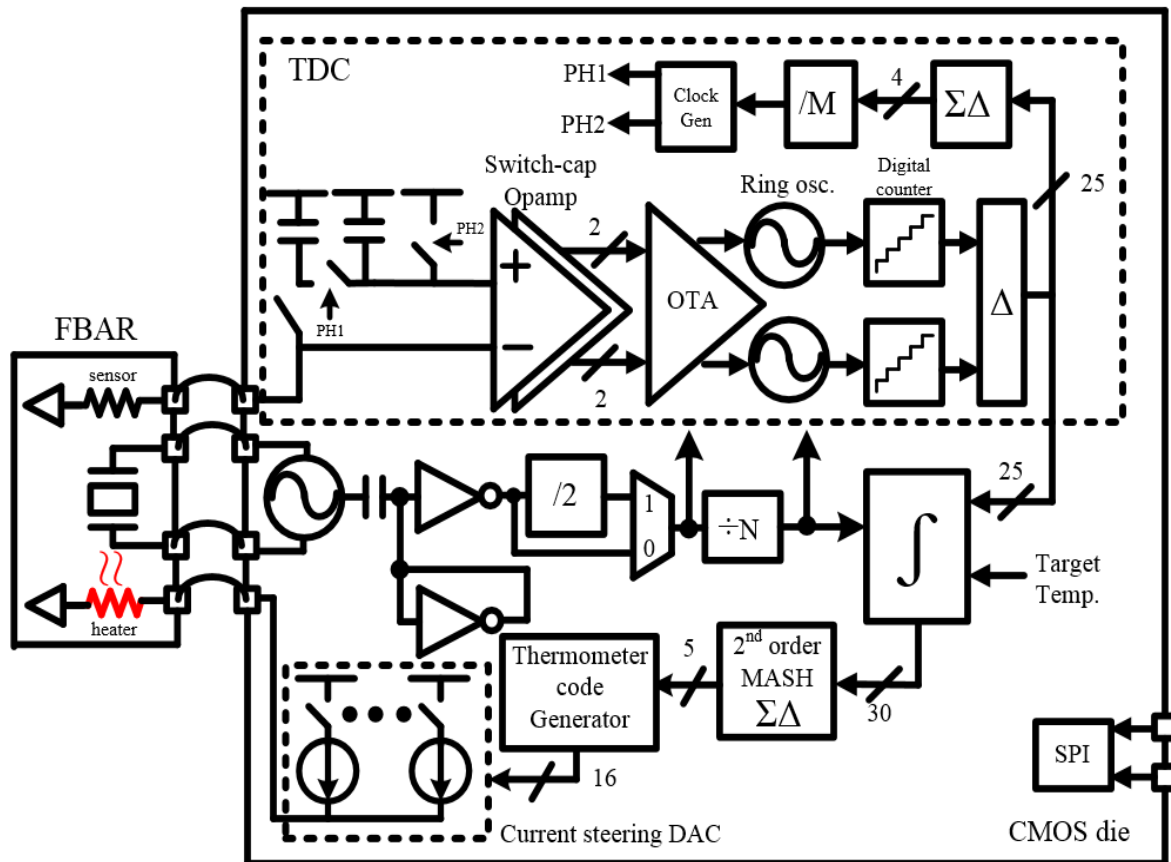 TDC
PH1
PH2
Clock
Gen
/M
4
ΣΔ
25
Switch-cap
Opamp
Ring osc.
Digital
counter
PH2
2
+
OTA
Δ
PH1
−
2
FBAR
sensor
/2
1
0
÷N
∫
25
Target
Temp.
heater
Thermometer
code
Generator
5
2nd order
MASH
ΣΔ
30
16
SPI
Current steering DAC
CMOS die